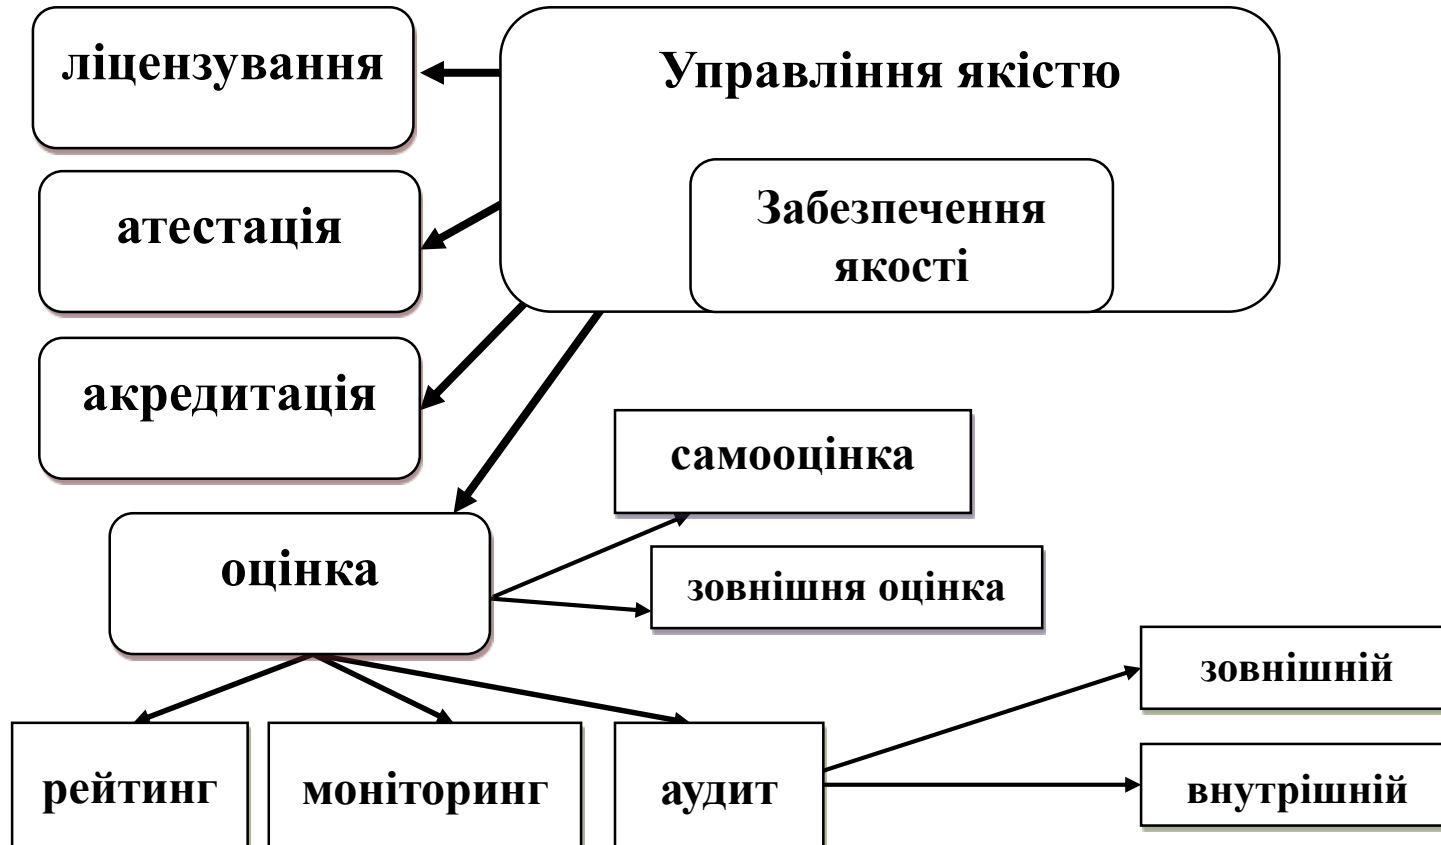 ліцензування
Управління якістю
атестація
Забезпечення
якості
акредитація
самооцінка
оцінка
зовнішня оцінка
зовнішній
рейтинг
моніторинг
аудит
внутрішній